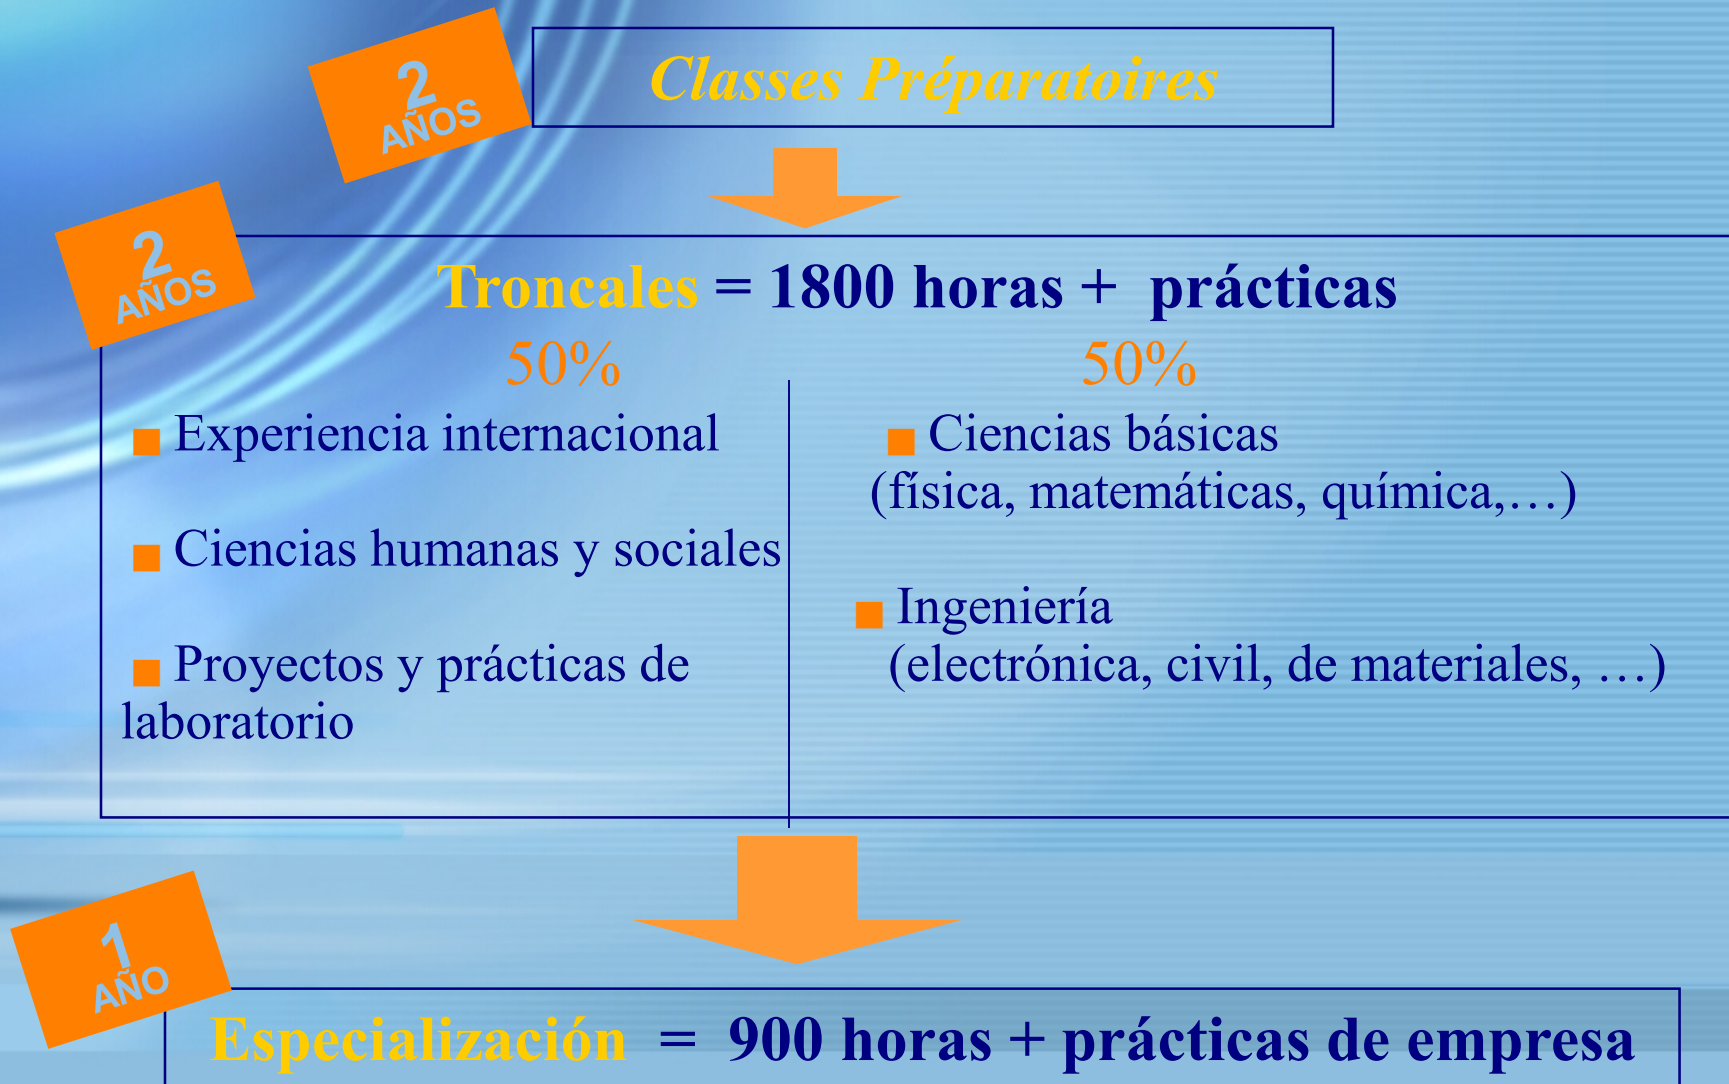 2
AÑOS
Classes Préparatoires
2
AÑOS
Troncales = 1800 horas + prácticas
50%
50%
Experiencia internacional
Ciencias humanas y sociales
Proyectos y prácticas de
laboratorio
Ciencias básicas
(física, matemáticas, química,…)
Ingeniería
(electrónica, civil, de materiales, …)
1
AÑO
Especialización = 900 horas + prácticas de empresa